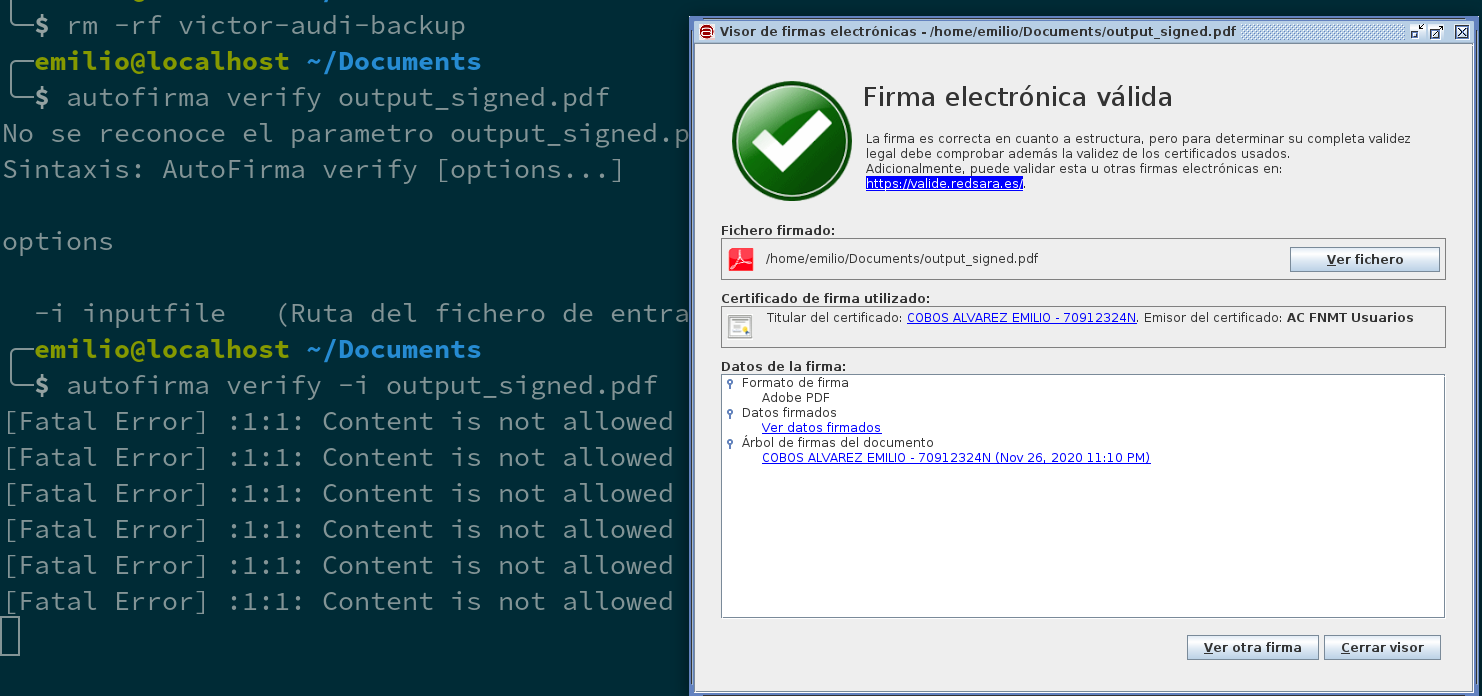 $ rm -rf victor-audi-backup
emilio@localhost ~/Documents
$ autofirma verify output_signed.pdf
No se reconoce el parametro output_signed.p
Sintaxis: AutoFirma verify [options...]
options
-i inputfile (Ruta del fichero de entra
emilio@localhost ~/Documents
$ autofirma verify -i output_signed.pdf
[Fatal Error] :1:1: Content is not allowed
[Fatal Error] :1:1: Content is not allowed
[Fatal Error] :1:1: Content is not allowed
[Fatal Error] :1:1: Content is not allowed
[Fatal Error] :1:1: Content is not allowed
[Fatal Error] :1:1: Content is not allowed
Visor de firmas electrónicas - /home/emilio/Documents/output_signed.pdf
Firma electrónica válida
La firma es correcta en cuanto a estructura, pero para determinar su completa validez
legal debe comprobar además la validez de los certificados usados.
Adicionalmente, puede validar esta u otras firmas electrónicas en:
https://valide.redsara.es/.
Fichero firmado:
/home/emilio/Documents/output_signed.pdf
Ver fichero
Certificado de firma utilizado:
Titular del certificado: COBOS ALVAREZ EMILIO - 70912324N. Emisor del certificado: AC FNMT Usuarios
Datos de la firma:
Formato de firma
Adobe PDF
Datos firmados
Ver datos firmados
Árbol de firmas del documento
COBOS ALVAREZ EMILIO - 70912324N (Nov 26, 2020 11:10 PM)
Ver otra firma
Cerrar visor